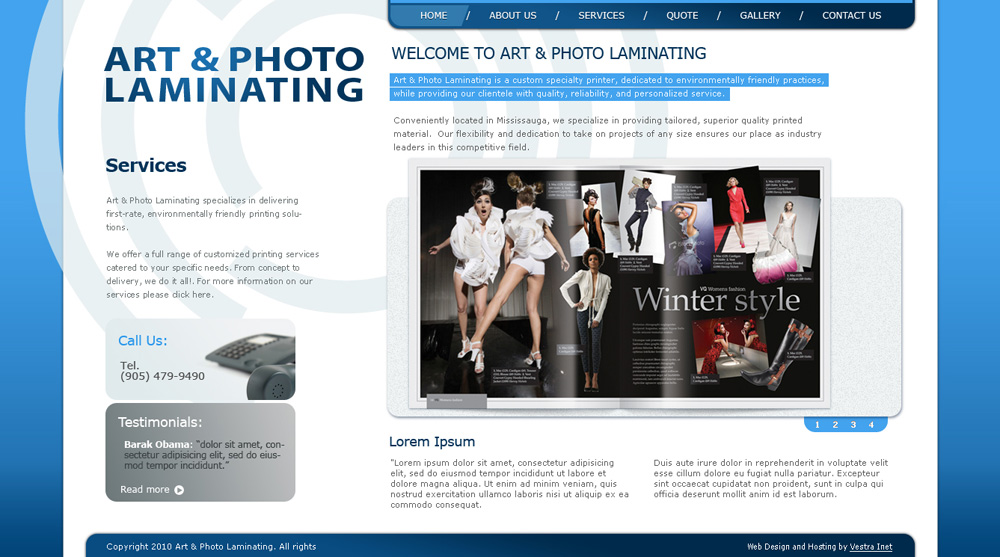 HOME / ABOUT US / SERVICES / QUOTE / GALLERY / CONTACT US
ART & PHOTO
LAMINATING
WELCOME TO ART & PHOTO LAMINATING
Art & Photo Laminating is a custom specialty printer, dedicated to environmentally friendly practices,
while providing our clientele with quality, reliability, and personalized service.
Conveniently located in Mississauga, we specialize in providing tailored, superior quality printed
material. Our flexibility and dedication to take on projects of any size ensures our place as industry
leaders in this competitive field.
Services
Art & Photo Laminating specializes in delivering
first-rate, environmentally friendly printing solu-
tions.
We offer a full range of customized printing services
catered to your specific needs. From concept to
delivery, we do it all!. For more information on our
services please click here.
Call Us:
Tel.
(905) 479-9490
Testimonials:
Barak Obama: "dolor sit amet, con-
sectetur adipisicing elit, sed do eius-
mod tempor incididunt."
Read more
VQ Womens fashion
Winter style
1 2 3 4
Lorem Ipsum
"Lorem ipsum dolor sit amet, consectetur adipisicing
elit, sed do eiusmod tempor incididunt ut labore et
dolore magna aliqua. Ut enim ad minim veniam, quis
nostrud exercitation ullamco laboris nisi ut aliquip ex ea
commodo consequat.
Duis aute irure dolor in reprehenderit in voluptate velit
esse cillum dolore eu fugiat nulla pariatur. Excepteur
sint occaecat cupidatat non proident, sunt in culpa qui
officia deserunt mollit anim id est laborum.
Copyright 2010 Art & Photo Laminating. All rights
Web Design and Hosting by Vestra Inet